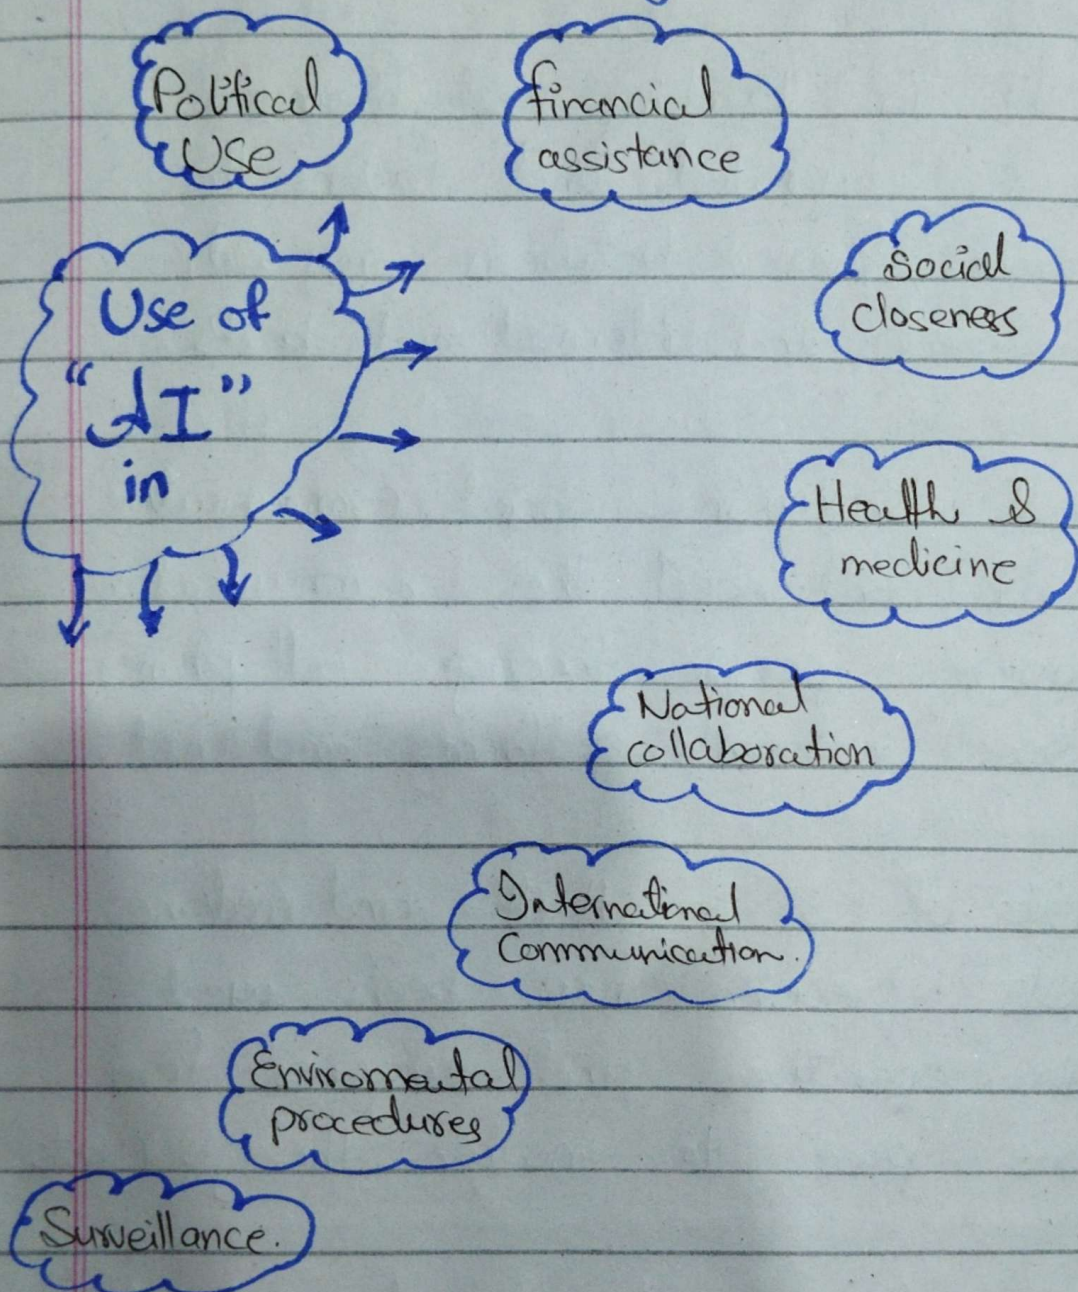 Political
Use
financial
assistance
Use of
"AI"
in
Social
closeness
Health &
medicine
National
collaboration
International
Communication.
Enviromental
procedures
Surveillance.